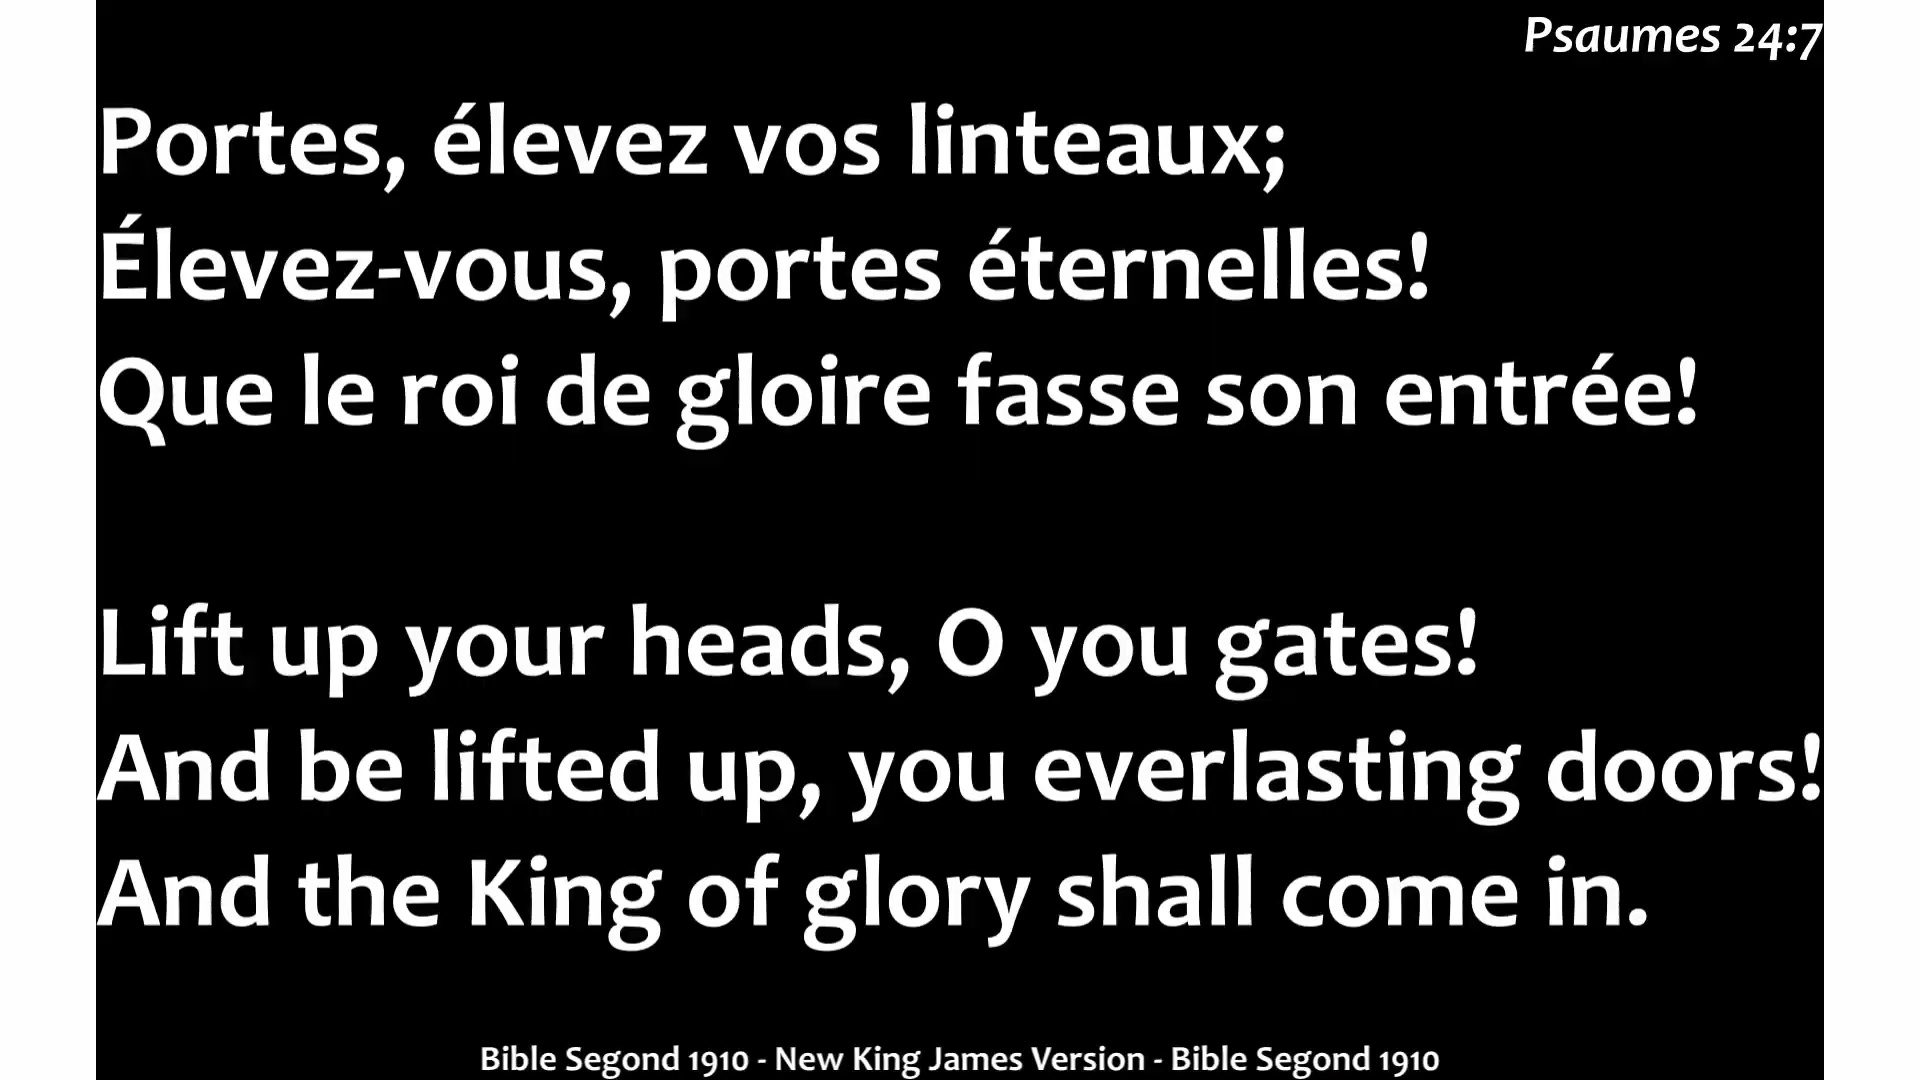 Psaumes 24:7
Portes, élevez vos linteaux;
Élevez-vous, portes éternelles!
Que le roi de gloire fasse son entrée!
Lift up your heads, O you gates!
And be lifted up, you everlasting doors!
And the King of glory shall come in.
Bible Segond 1910 - New King James Version - Bible Segond 1910